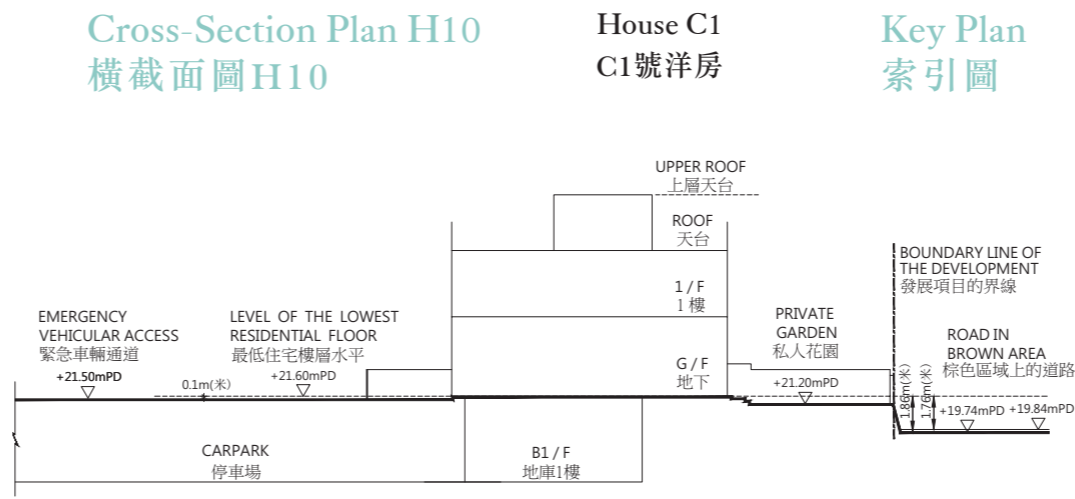 Cross-Section Plan H10
橫截面圖H10
House C1
C1號洋房
Key Plan
索引圖
UPPER ROOF
上層天台
ROOF
天台
1 / F
1 樓
G / F
地下
EMERGENCY
VEHICULAR ACCESS
緊急車輛通道
+21.50mPD
0.1m(米)
LEVEL OF THE LOWEST
RESIDENTIAL FLOOR
最低住宅樓層水平
+21.60mPD
PRIVATE
GARDEN
私人花園
+21.20mPD
BOUNDARY LINE OF
THE DEVELOPMENT
發展項目的界線
ROAD IN
BROWN AREA
棕色區域上的道路
1.86m(米)
1.76m(米)
+19.74mPD
+19.84mPD
CARPARK
停車場
B1 / F
地庫1樓